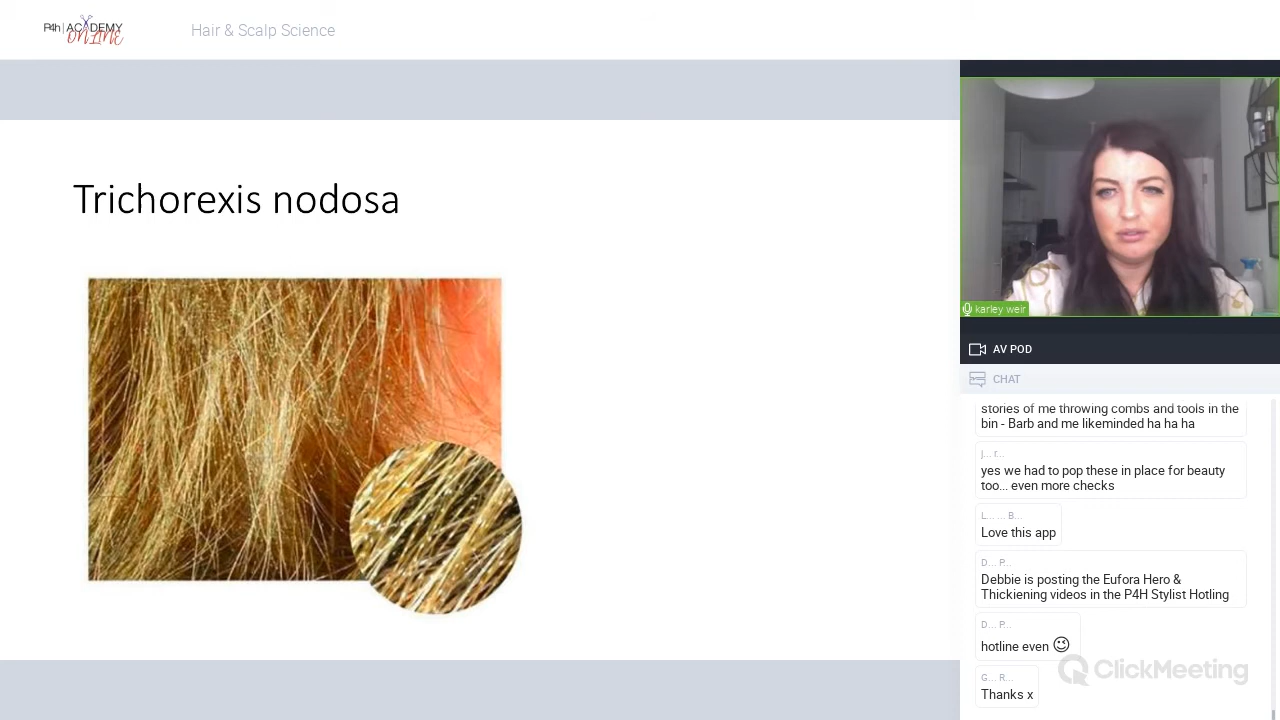 P4h | ACADEMY
ONLINE
Hair & Scalp Science
Trichorexis nodosa
karley weir
AV POD
CHAT
stories of me throwing combs and tools in the
bin - Barb and me likeminded ha ha ha
j... r...
yes we had to pop these in place for beauty
too... even more checks
L... ... B...
Love this app
D... P...
Debbie is posting the Eufora Hero &
Thickiening videos in the P4H Stylist Hotling
D... P...
hotline even 😉
G... R...
Thanks x
ClickMeeting